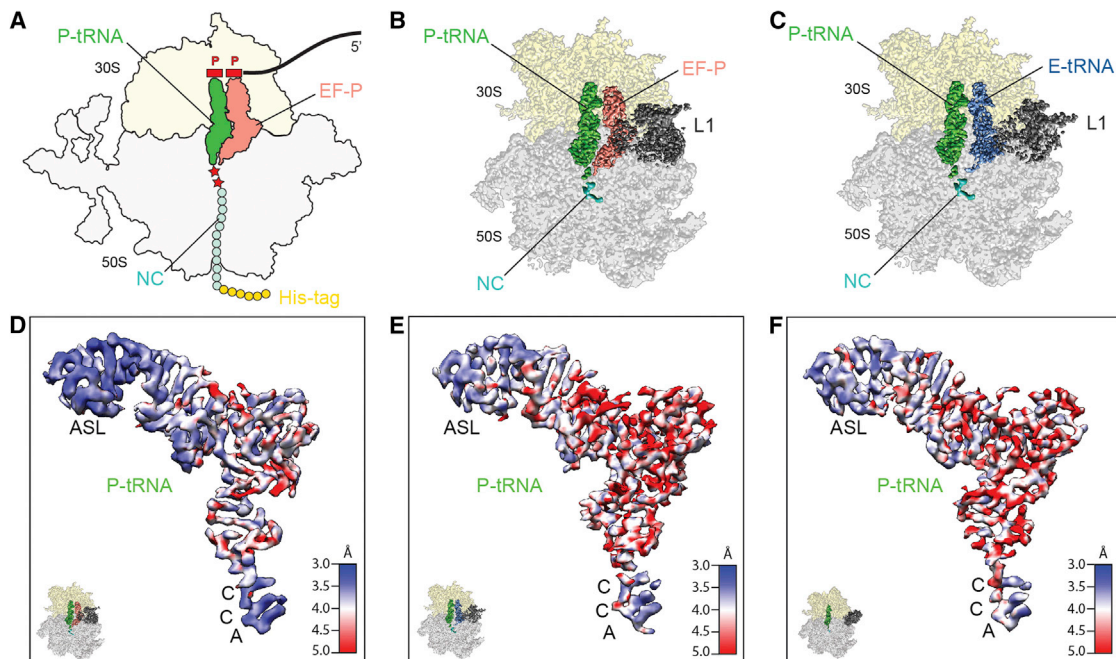 A
P-tRNA
30S
P P
5’
EF-P
50S
NC
His-tag
B
P-tRNA
30S
EF-P
L1
50S
NC
C
P-tRNA
30S
E-tRNA
L1
50S
NC
D
ASL
P-tRNA
C
C
A
Å
3.0
3.5
4.0
4.5
5.0
E
ASL
P-tRNA
C
C
A
Å
3.0
3.5
4.0
4.5
5.0
F
ASL
P-tRNA
C
C
A
Å
3.0
3.5
4.0
4.5
5.0